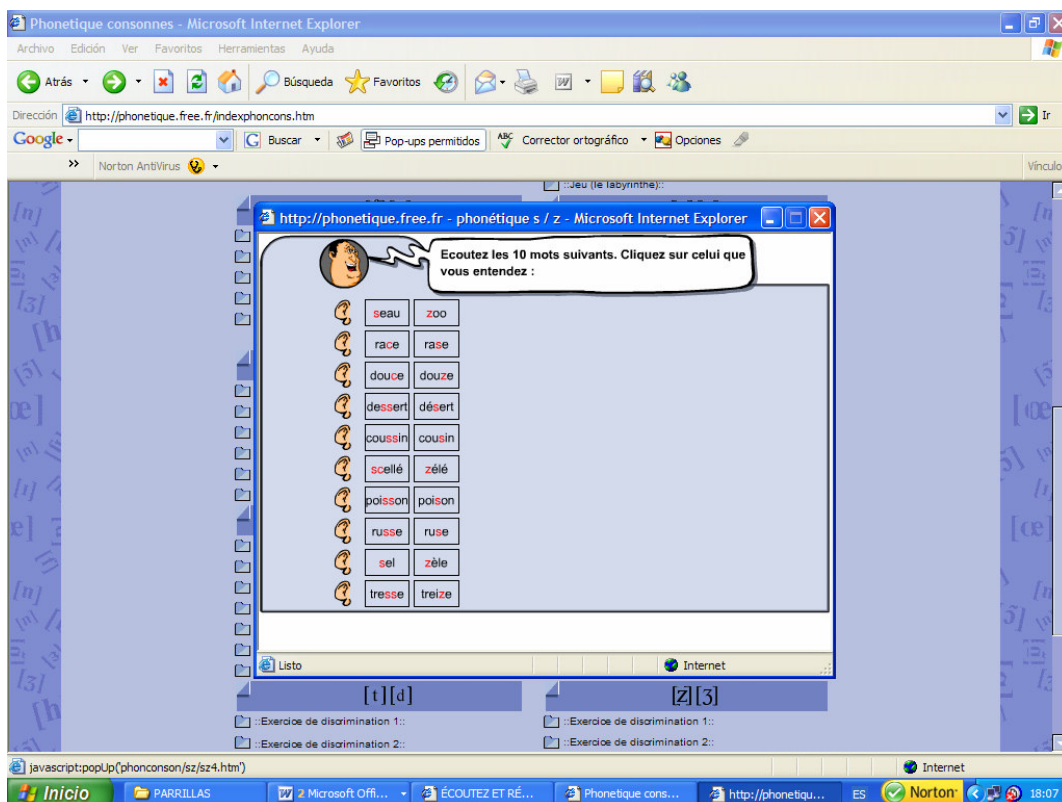 Phonetique consonnes - Microsoft Internet Explorer
Archivo Edición Ver Favoritos Herramientas Ayuda
Atrás Búsqueda Favoritos
Dirección http://phonetique.free.fr/indexphoncons.htm Ir
Google Buscar Pop-ups permitidos Corrector ortográfico Opciones
Norton AntiVirus Vínculo
::Jeu (le labyrinthe)::
http://phonetique.free.fr - phonétique s / z - Microsoft Internet Explorer
Ecoutez les 10 mots suivants. Cliquez sur celui que
vous entendez :
seau zoo
race rase
douce douze
dessert désert
coussin cousin
scellé zélé
poisson poison
russe ruse
sel zèle
tresse treize
Listo Internet
[t][d] [z][ʒ]
::Exercice de discrimination 1:: ::Exercice de discrimination 1::
::Exercice de discrimination 2:: ::Exercice de discrimination 2::
javascript:popUp('phonconson/sz/sz4.htm') Internet
Inicio PARRILLAS 2 Microsoft Offi... ÉCOUTEZ ET RÉ... Phonetique cons... http://phonetiqu... ES Norton 18:07